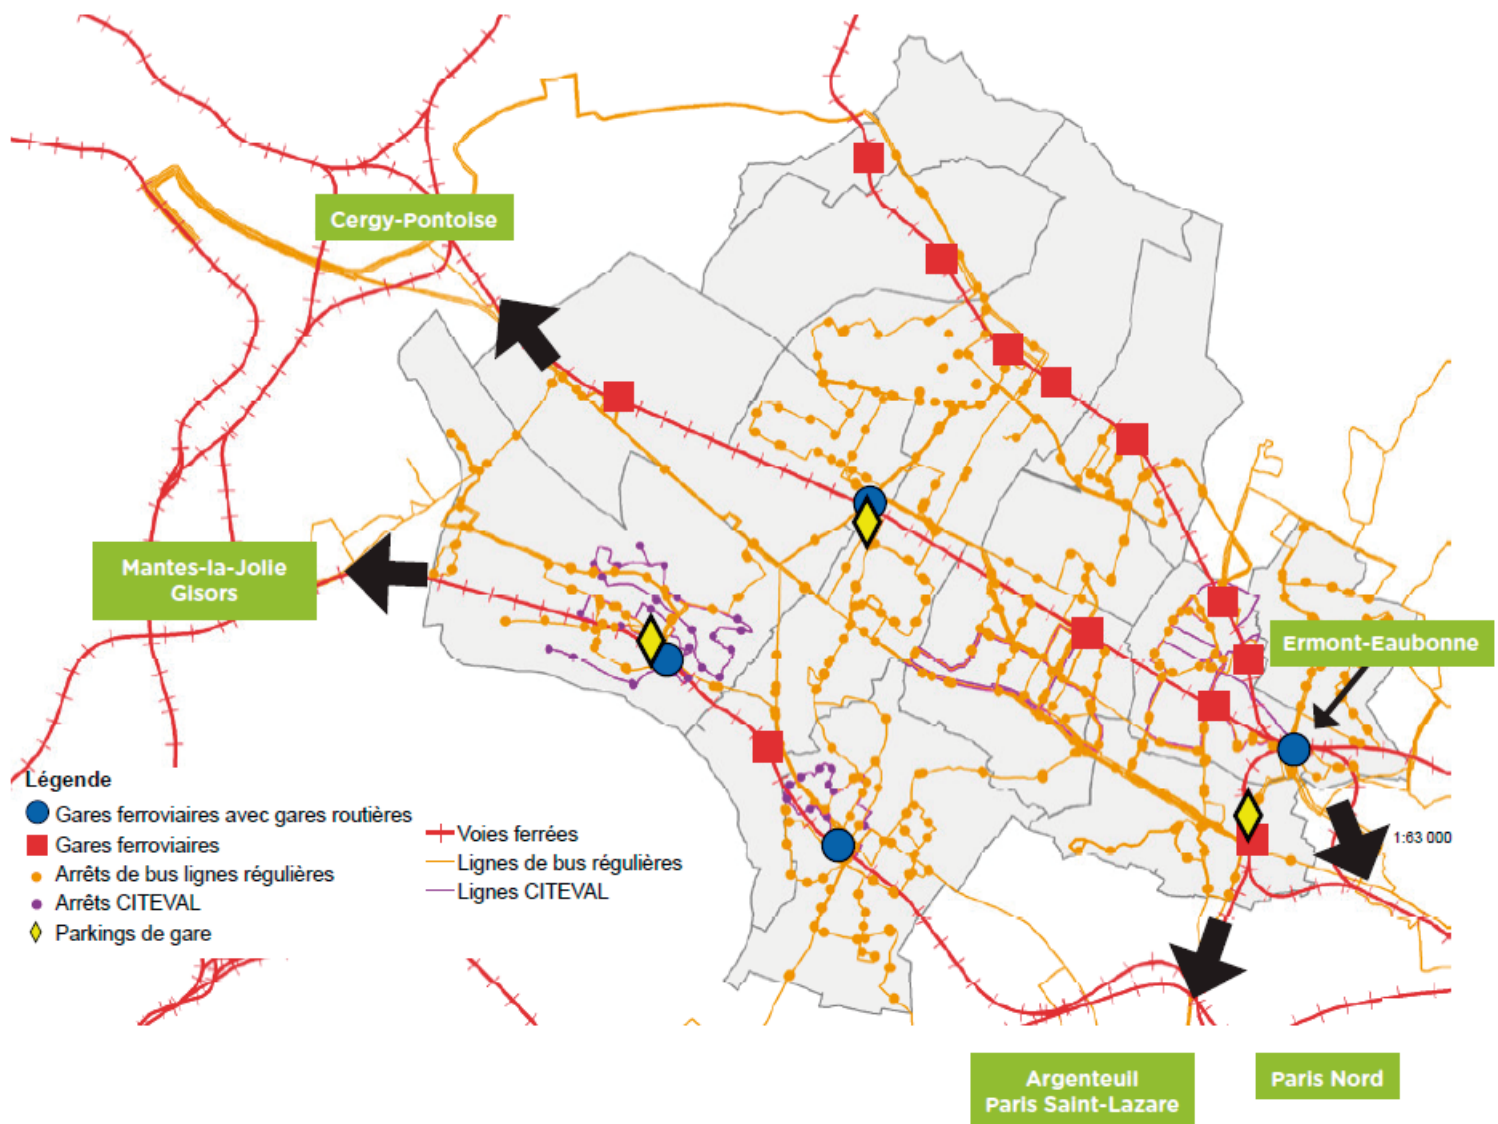 Cergy-Pontoise
Mantes-la-Jolie
Gisors
Ermont-Eaubonne
Légende
Gares ferroviaires avec gares routières
Gares ferroviaires
Arrêts de bus lignes régulières
Arrêts CITEVAL
Parkings de gare
Voies ferrées
Lignes de bus régulières
Lignes CITEVAL
1:63 000
Argenteuil
Paris Saint-Lazare
Paris Nord